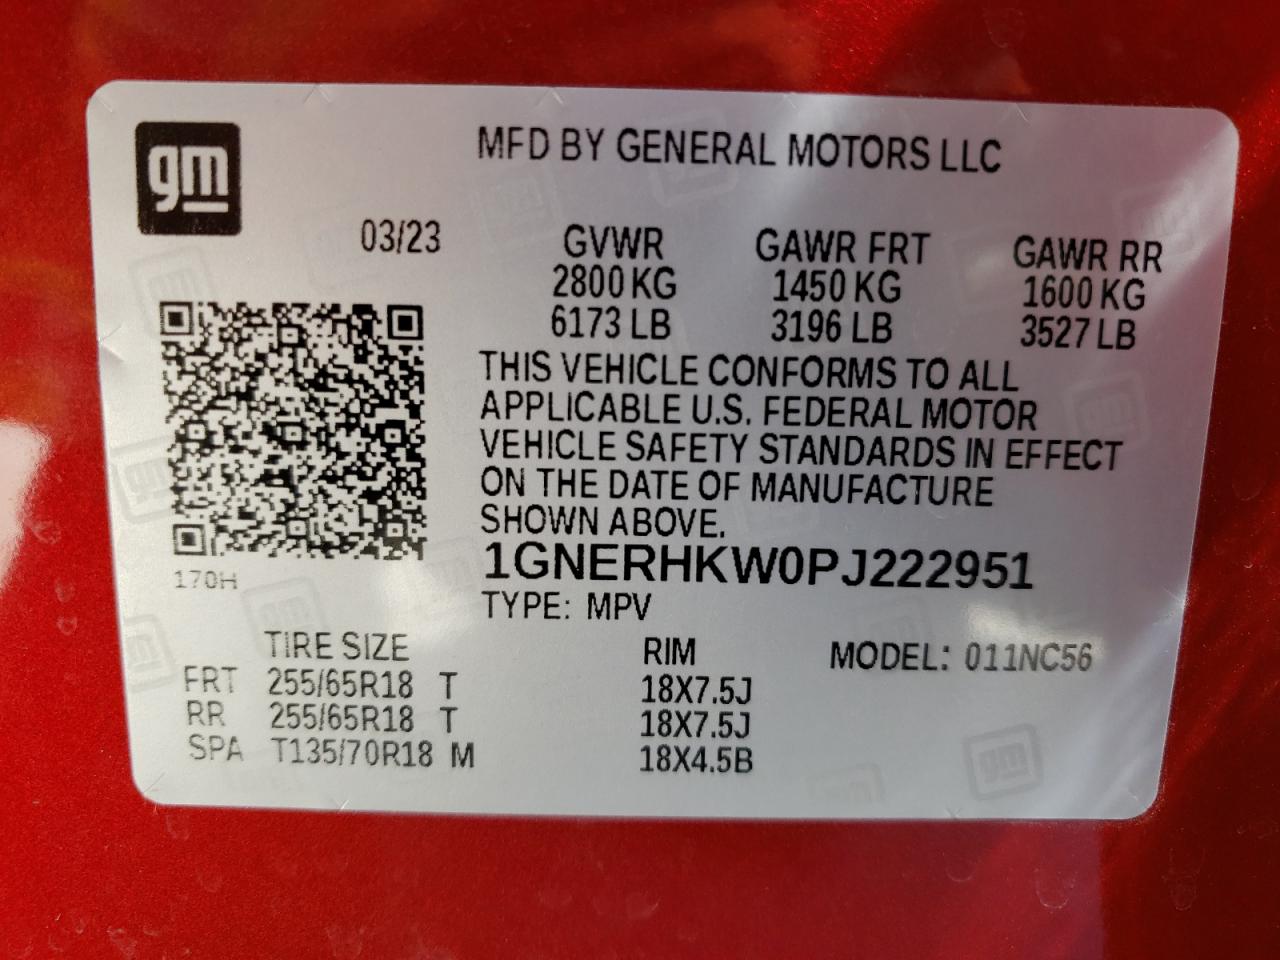 gm
MFD BY GENERAL MOTORS LLC
03/23 GVWR GAWR FRT GAWR RR
2800 KG 1450 KG 1600 KG
6173 LB 3196 LB 3527 LB
THIS VEHICLE CONFORMS TO ALL
APPLICABLE U.S. FEDERAL MOTOR
VEHICLE SAFETY STANDARDS IN EFFECT
ON THE DATE OF MANUFACTURE
SHOWN ABOVE.
1GNERHKW0PJ222951
170H
TYPE: MPV
TIRE SIZE RIM MODEL: 011NC56
FRT 255/65R18 T 18X7.5J
RR 255/65R18 T 18X7.5J
SPA T135/70R18 M 18X4.5B